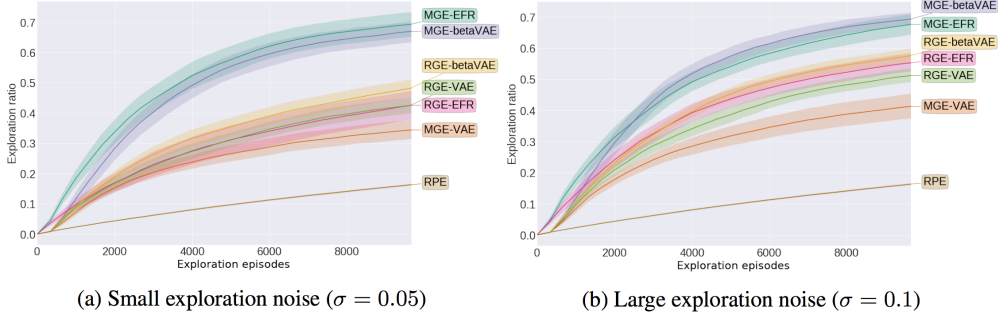 0.7
0.6
0.5
0.4
0.3
0.2
0.1
0.0
Exploration ratio
0
2000
4000
6000
8000
Exploration episodes
MGE-EFR
MGE-betaVAE
RGE-betaVAE
RGE-VAE
RGE-EFR
MGE-VAE
RPE
(a) Small exploration noise (σ = 0.05)
0.7
0.6
0.5
0.4
0.3
0.2
0.1
0.0
Exploration ratio
0
2000
4000
6000
8000
Exploration episodes
MGE-betaVAE
MGE-EFR
RGE-betaVAE
RGE-EFR
RGE-VAE
MGE-VAE
RPE
(b) Large exploration noise (σ = 0.1)